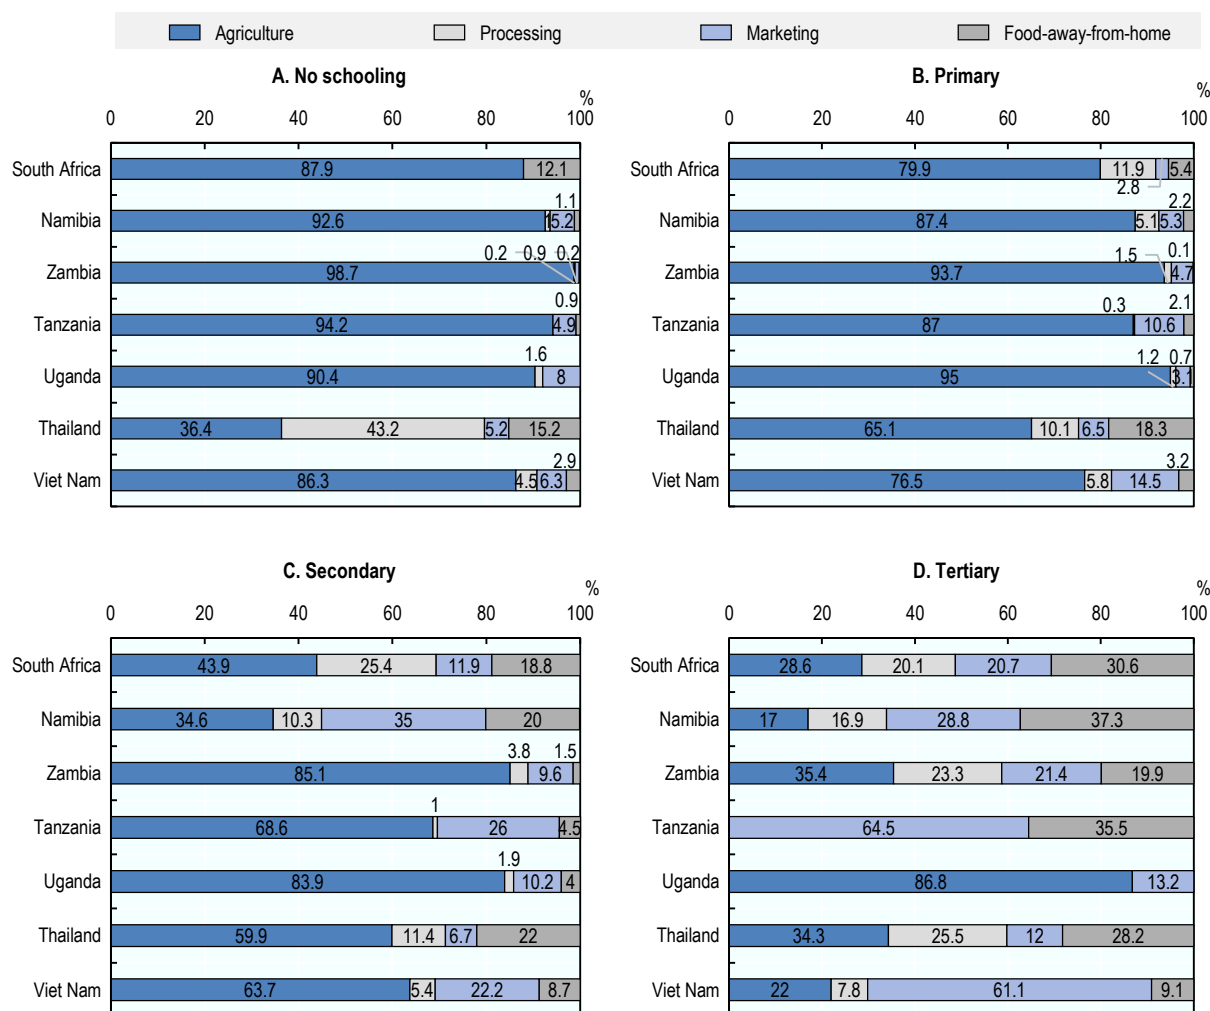 Agriculture Processing Marketing Food-away-from-home
A. No schooling
%
0 20 40 60 80 100
South Africa 87.9 12.1
1.1
Namibia 92.6 1 5.2
0.2 0.9 0.2
Zambia 98.7
0.9
Tanzania 94.2 4.9
1.6
Uganda 90.4 8
Thailand 36.4 43.2 5.2 15.2
2.9
Viet Nam 86.3 4.5 6.3
B. Primary
%
0 20 40 60 80 100
South Africa 79.9 11.9 5.4
2.8
2.2
Namibia 87.4 5.1 5.3
1.5 0.1
Zambia 93.7 4.7
0.3 2.1
Tanzania 87 10.6
1.2 0.7
Uganda 95 3.1
Thailand 65.1 10.1 6.5 18.3
3.2
Viet Nam 76.5 5.8 14.5
C. Secondary
%
0 20 40 60 80 100
South Africa 43.9 25.4 11.9 18.8
Namibia 34.6 10.3 35 20
3.8 1.5
Zambia 85.1 9.6
1
Tanzania 68.6 26 4.5
1.9
Uganda 83.9 10.2 4
Thailand 59.9 11.4 6.7 22
Viet Nam 63.7 5.4 22.2 8.7
D. Tertiary
%
0 20 40 60 80 100
South Africa 28.6 20.1 20.7 30.6
Namibia 17 16.9 28.8 37.3
Zambia 35.4 23.3 21.4 19.9
Tanzania 64.5 35.5
Uganda 86.8 13.2
Thailand 34.3 25.5 12 28.2
Viet Nam 22 7.8 61.1 9.1